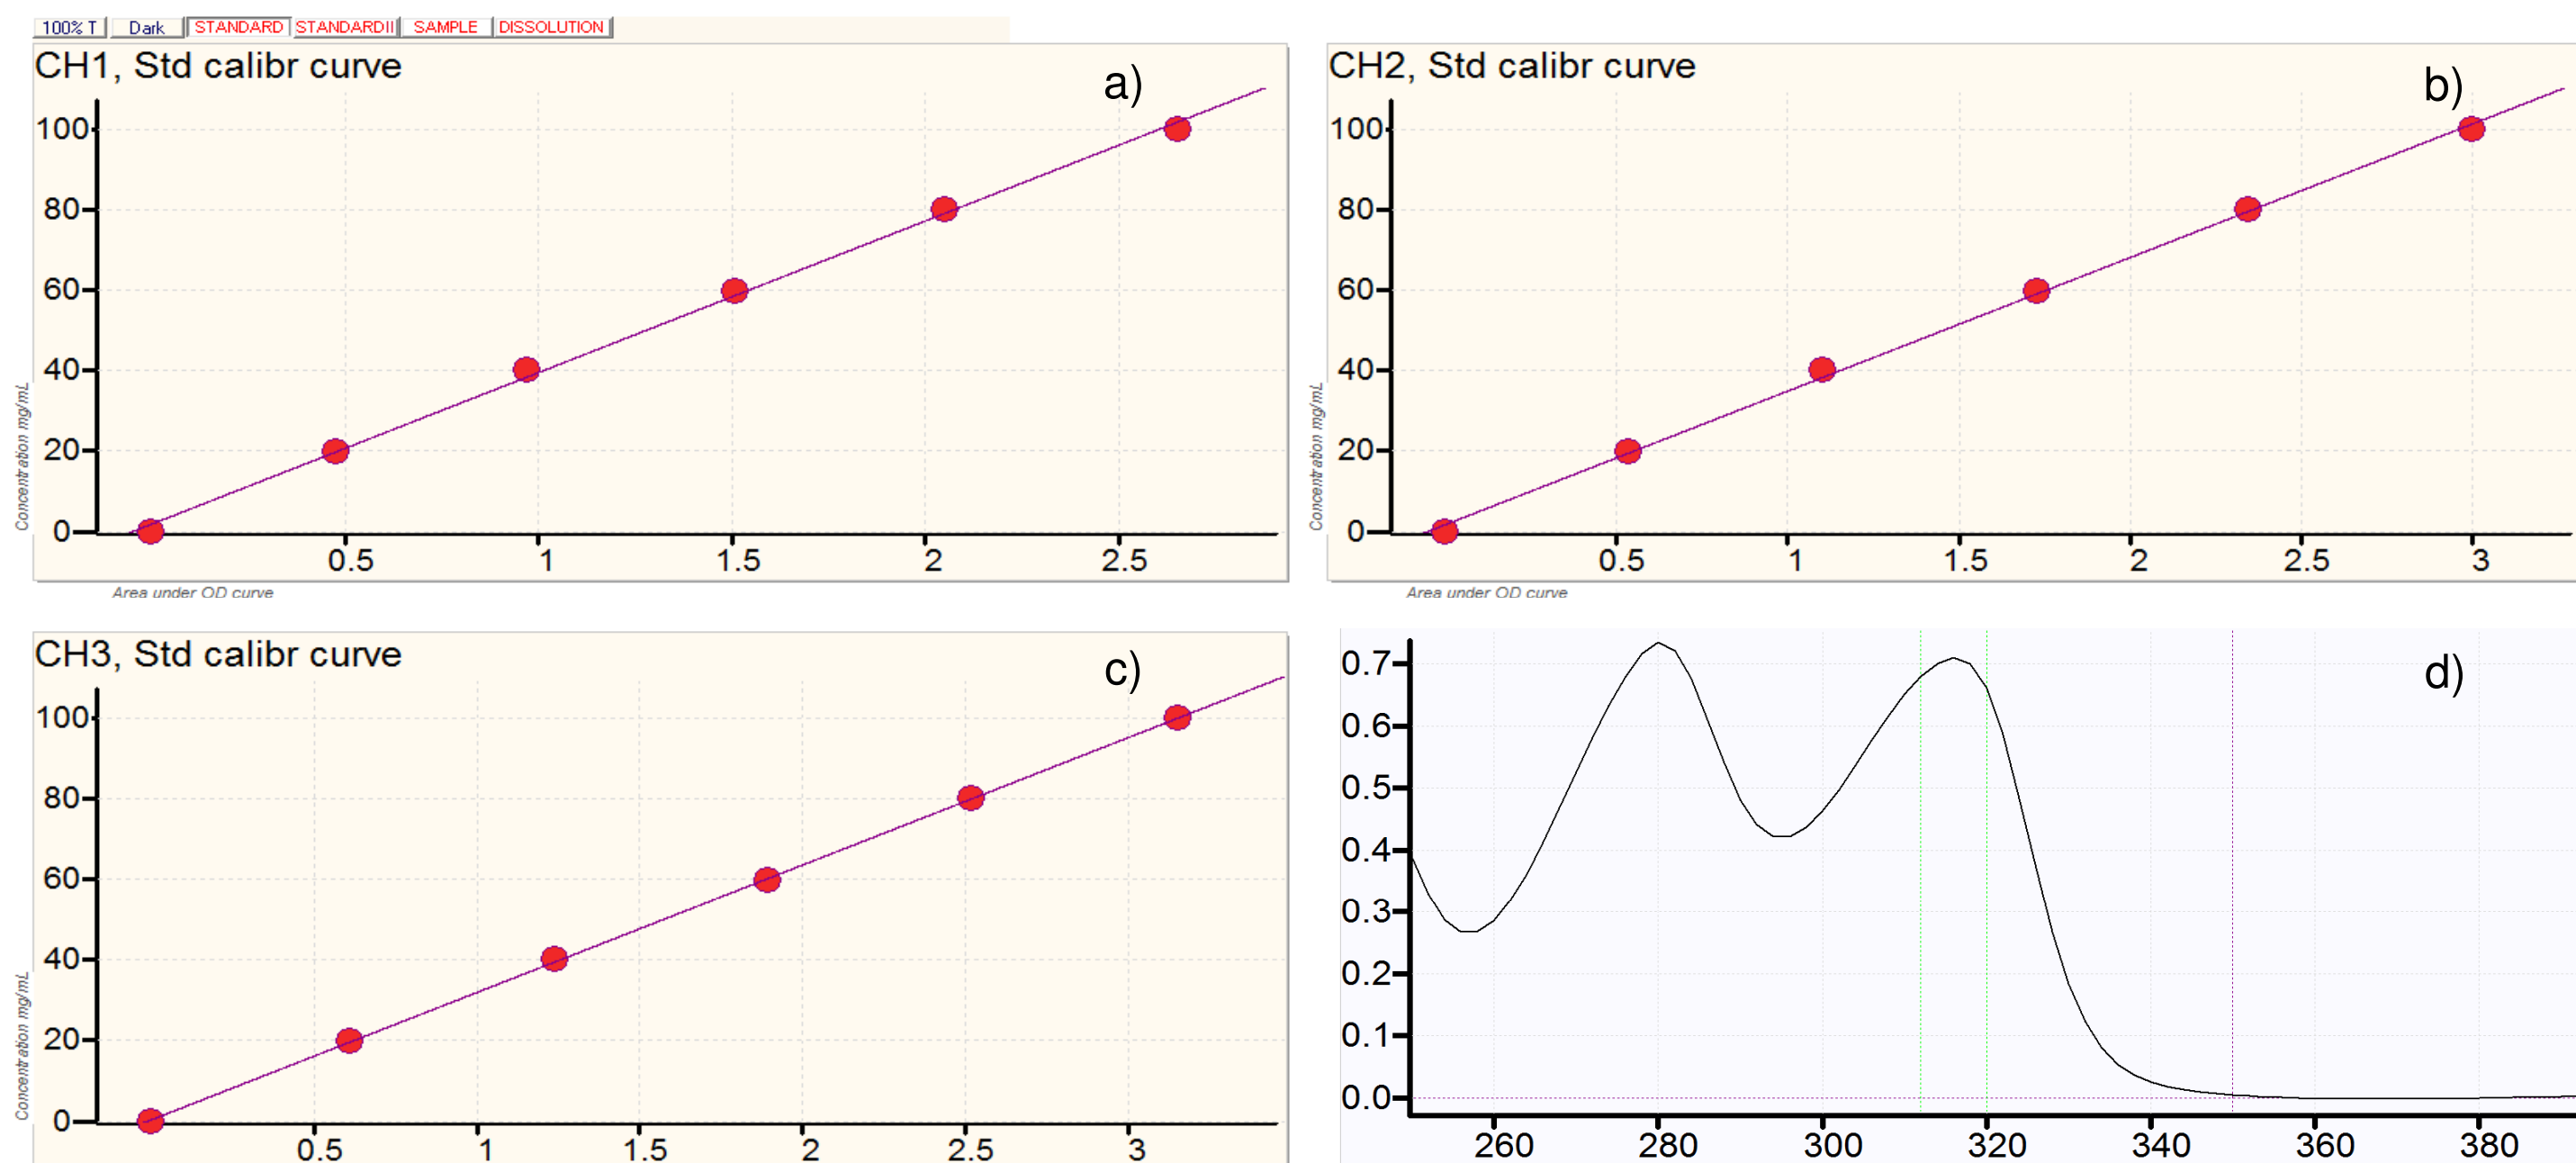 100% T Dark STANDARD STANDARDII SAMPLE DISSOLUTION
CH1, Std calibr curve
a)
100
80
60
40
20
0
Concentration mg/mL
0.5 1 1.5 2 2.5
Area under OD curve
CH2, Std calibr curve
b)
100
80
60
40
20
0
Concentration mg/mL
0.5 1 1.5 2 2.5 3
Area under OD curve
CH3, Std calibr curve
c)
100
80
60
40
20
0
Concentration mg/mL
0.5 1 1.5 2 2.5 3
d)
0.7
0.6
0.5
0.4
0.3
0.2
0.1
0.0
260 280 300 320 340 360 380